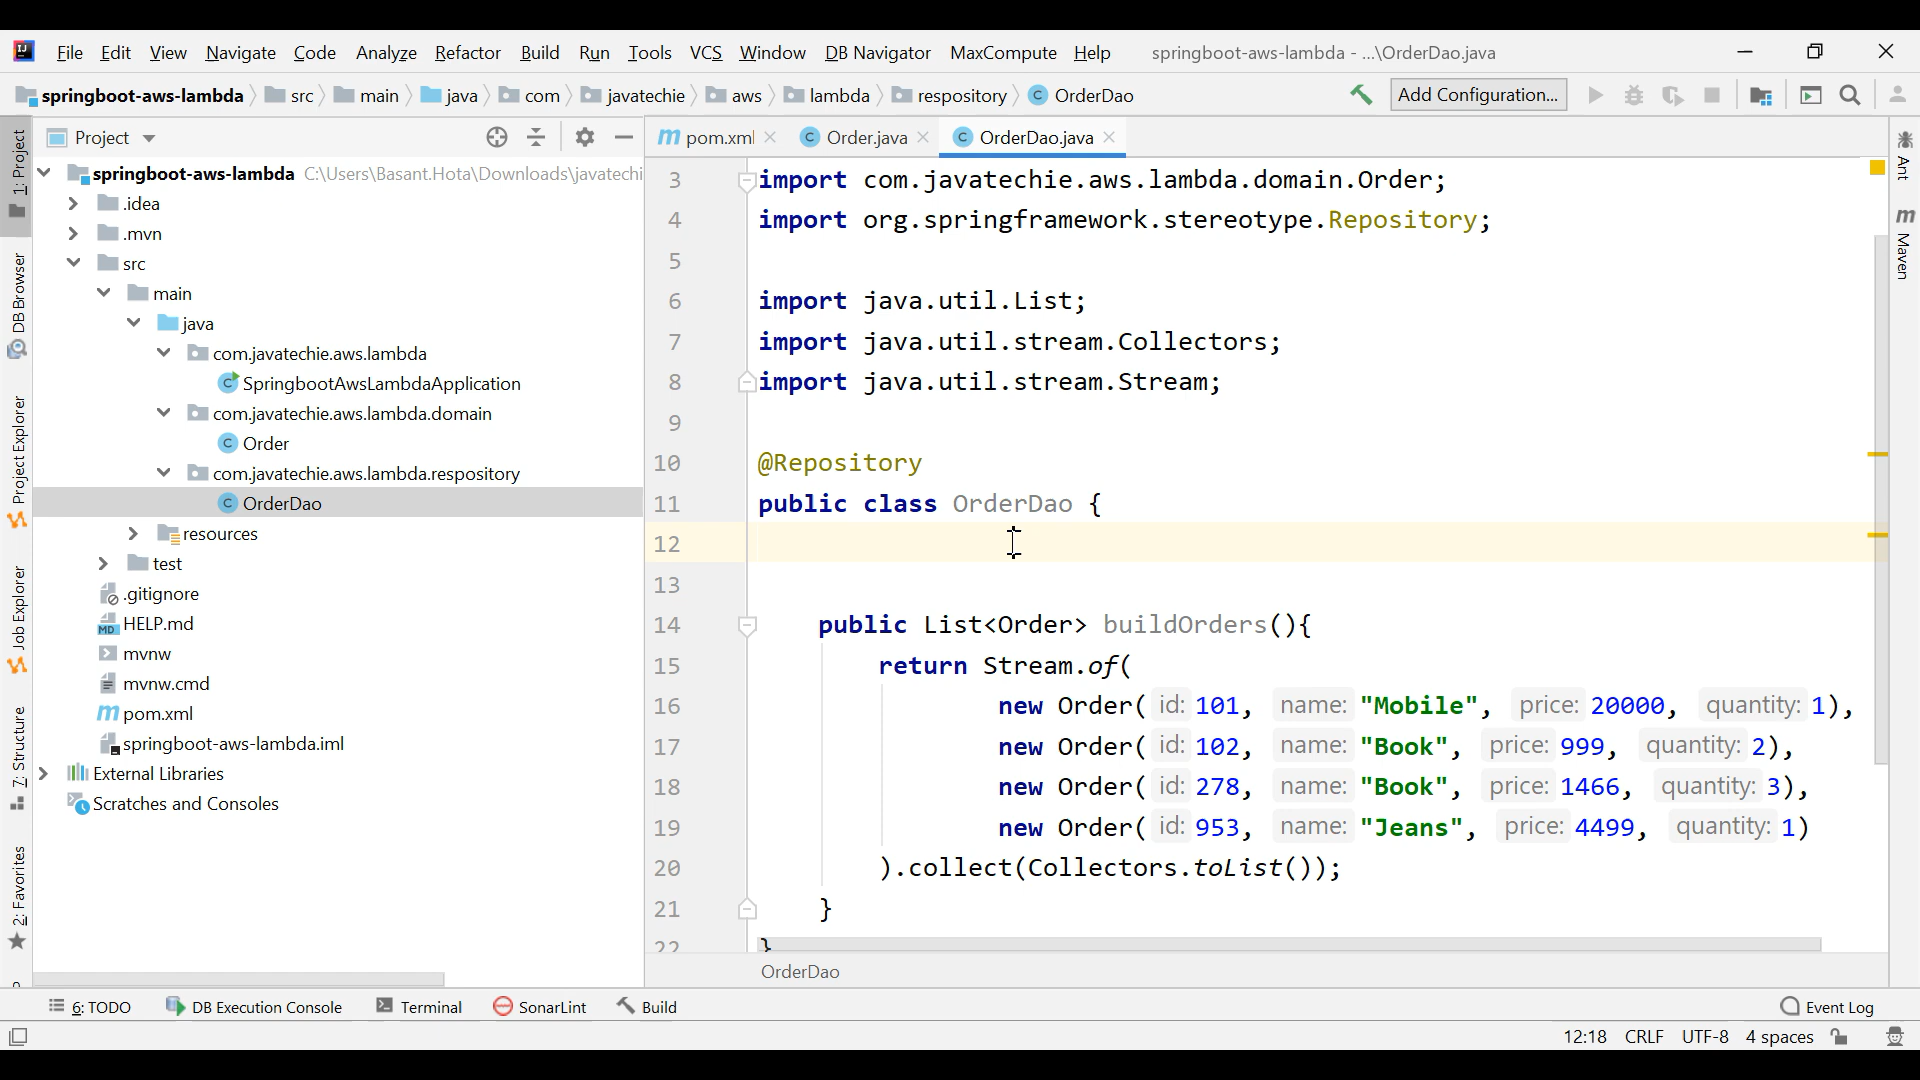 File Edit View Navigate Code Analyze Refactor Build Run Tools VCS Window DB Navigator MaxCompute Help springboot-aws-lambda - ...\OrderDao.java
springboot-aws-lambda src main java com javatechie aws lambda respository OrderDao Add Configuration...
1: Project
DB Browser
Project Explorer
Job Explorer
7: Structure
2: Favorites
Project
springboot-aws-lambda C:\Users\Basant.Hota\Downloads\javatechi
.idea
.mvn
src
main
java
com.javatechie.aws.lambda
SpringbootAwsLambdaApplication
com.javatechie.aws.lambda.domain
Order
com.javatechie.aws.lambda.respository
OrderDao
resources
test
.gitignore
HELP.md
mvnw
mvnw.cmd
pom.xml
springboot-aws-lambda.iml
External Libraries
Scratches and Consoles
pom.xml Order.java OrderDao.java
3 import com.javatechie.aws.lambda.domain.Order;
4 import org.springframework.stereotype.Repository;
5
6 import java.util.List;
7 import java.util.stream.Collectors;
8 import java.util.stream.Stream;
9
10 @Repository
11 public class OrderDao {
12
13
14 public List<Order> buildOrders(){
15 return Stream.of(
16 new Order( id: 101, name: "Mobile", price: 20000, quantity: 1),
17 new Order( id: 102, name: "Book", price: 999, quantity: 2),
18 new Order( id: 278, name: "Book", price: 1466, quantity: 3),
19 new Order( id: 953, name: "Jeans", price: 4499, quantity: 1)
20 ).collect(Collectors.toList());
21 }
22 }
OrderDao
Ant
Maven
6: TODO DB Execution Console Terminal SonarLint Build Event Log
12:18 CRLF UTF-8 4 spaces